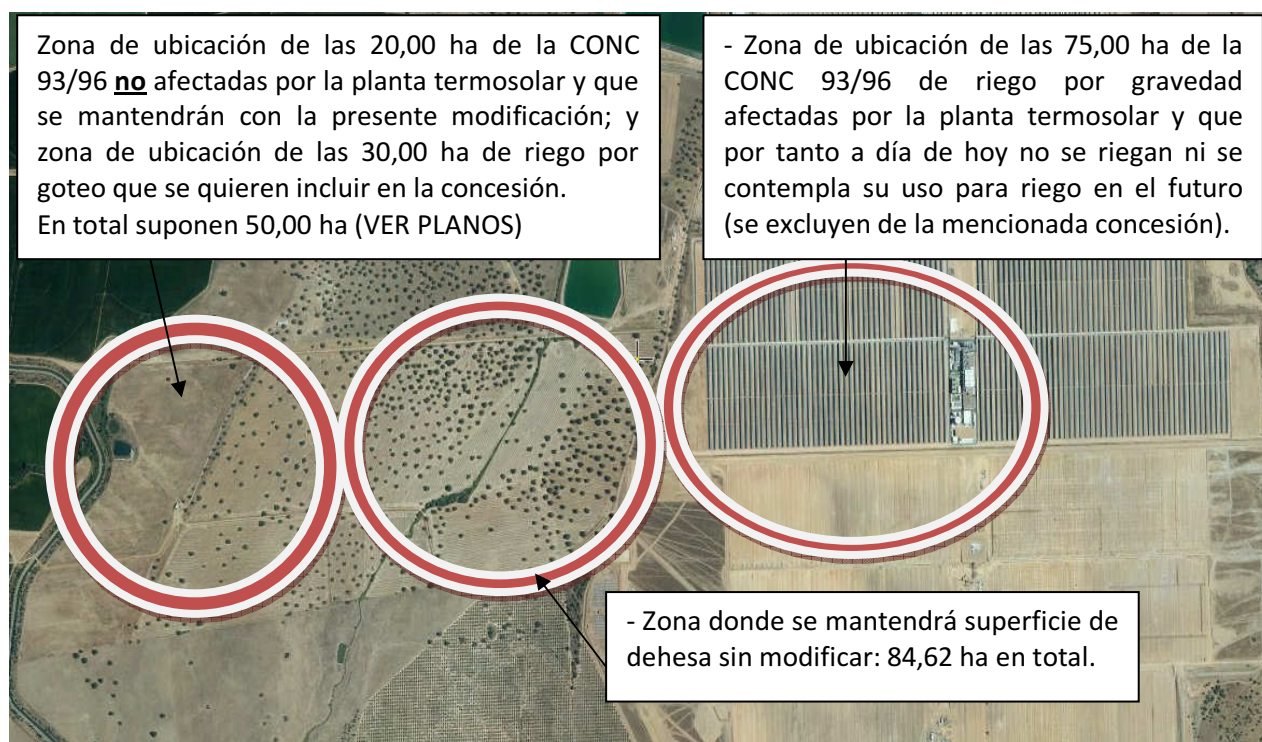 Zona de ubicación de las 20,00 ha de la CONC
93/96 no afectadas por la planta termosolar y que
se mantendrán con la presente modificación; y
zona de ubicación de las 30,00 ha de riego por
goteo que se quieren incluir en la concesión.
En total suponen 50,00 ha (VER PLANOS)
- Zona de ubicación de las 75,00 ha de la
CONC 93/96 de riego por gravedad
afectadas por la planta termosolar y que
por tanto a día de hoy no se riegan ni se
contempla su uso para riego en el futuro
(se excluyen de la mencionada concesión).
- Zona donde se mantendrá superficie de
dehesa sin modificar: 84,62 ha en total.